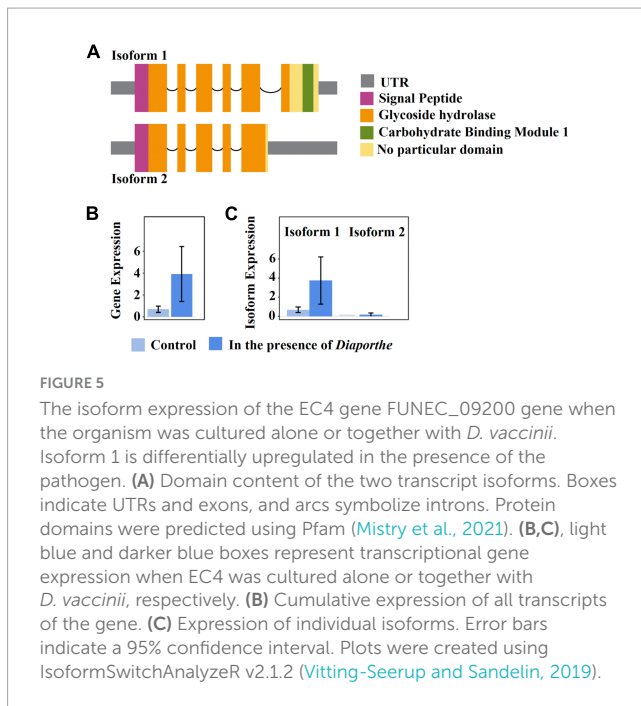 A
Isoform 1
Isoform 2
UTR
Signal Peptide
Glycoside hydrolase
Carbohydrate Binding Module 1
No particular domain
B
Gene Expression
6
4
2
0
C
Isoform Expression
Isoform 1 Isoform 2
6
4
2
0
Control In the presence of Diaporthe
FIGURE 5
The isoform expression of the EC4 gene FUNEC_09200 gene when
the organism was cultured alone or together with D. vaccinii.
Isoform 1 is differentially upregulated in the presence of the
pathogen. (A) Domain content of the two transcript isoforms. Boxes
indicate UTRs and exons, and arcs symbolize introns. Protein
domains were predicted using Pfam (Mistry et al., 2021). (B,C), light
blue and darker blue boxes represent transcriptional gene
expression when EC4 was cultured alone or together with
D. vaccinii, respectively. (B) Cumulative expression of all transcripts
of the gene. (C) Expression of individual isoforms. Error bars
indicate a 95% confidence interval. Plots were created using
IsoformSwitchAnalyzeR v2.1.2 (Vitting-Seerup and Sandelin, 2019).